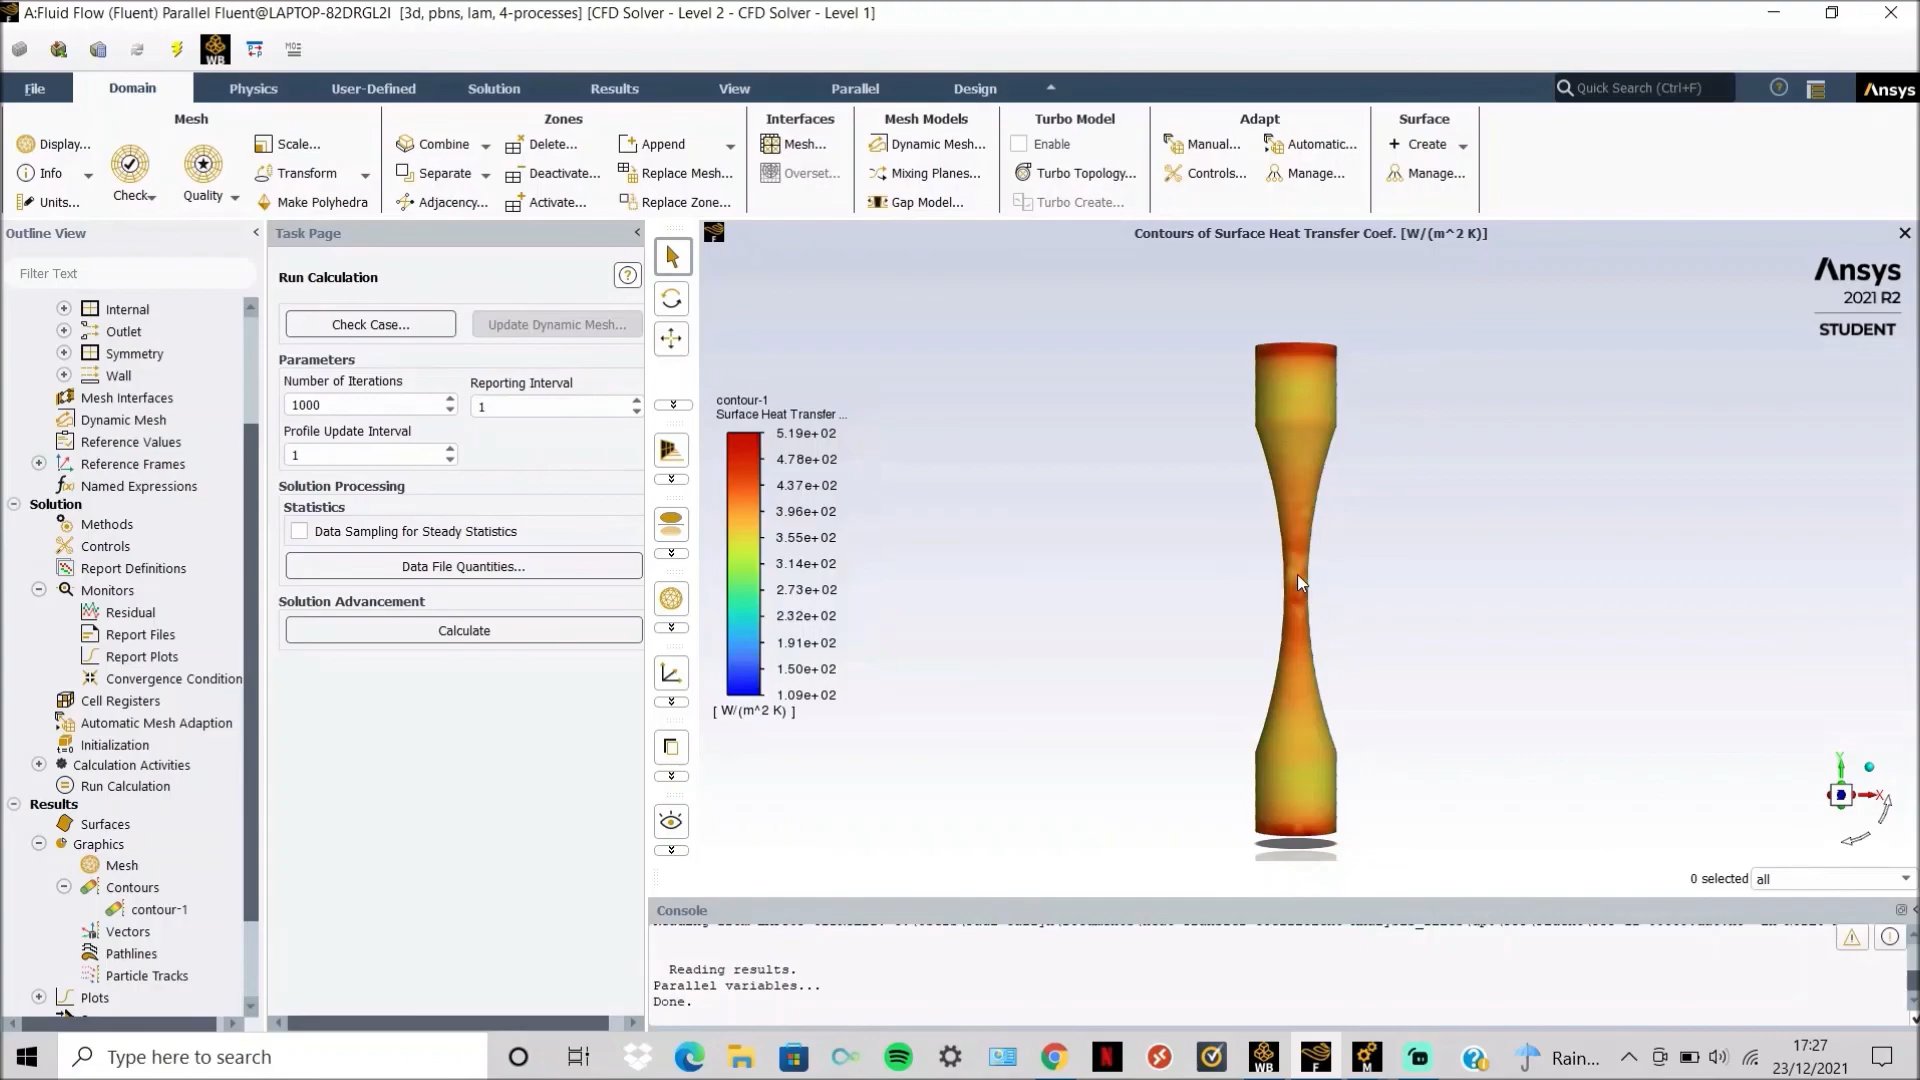 A:Fluid Flow (Fluent) Parallel Fluent@LAPTOP-82DRGL2I [3d, pbns, lam, 4-processes] [CFD Solver - Level 2 - CFD Solver - Level 1]
WB
File
Domain
Physics
User-Defined
Solution
Results
View
Parallel
Design
Quick Search (Ctrl+F)
Ansys
Mesh
Display...
Info
Units...
Check
Quality
Scale...
Transform
Make Polyhedra
Zones
Combine
Separate
Adjacency...
Delete...
Deactivate...
Activate...
Append
Replace Mesh...
Replace Zone...
Interfaces
Mesh...
Overset...
Mesh Models
Dynamic Mesh...
Mixing Planes...
Gap Model...
Turbo Model
Enable
Turbo Topology...
Turbo Create...
Adapt
Manual...
Controls...
Automatic...
Manage...
Surface
Create
Manage...
Outline View
Filter Text
Internal
Outlet
Symmetry
Wall
Mesh Interfaces
Dynamic Mesh
Reference Values
Reference Frames
Named Expressions
Solution
Methods
Controls
Report Definitions
Monitors
Residual
Report Files
Report Plots
Convergence Condition
Cell Registers
Automatic Mesh Adaption
Initialization
Calculation Activities
Run Calculation
Results
Surfaces
Graphics
Mesh
Contours
contour-1
Vectors
Pathlines
Particle Tracks
Plots
Task Page
Run Calculation
Check Case...
Update Dynamic Mesh...
Parameters
Number of Iterations
1000
Reporting Interval
1
Profile Update Interval
1
Solution Processing
Statistics
Data Sampling for Steady Statistics
Data File Quantities...
Solution Advancement
Calculate
Contours of Surface Heat Transfer Coef. [W/(m^2 K)]
Ansys
2021 R2
STUDENT
contour-1
Surface Heat Transfer ...
5.19e+02
4.78e+02
4.37e+02
3.96e+02
3.55e+02
3.14e+02
2.73e+02
2.32e+02
1.91e+02
1.50e+02
1.09e+02
[ W/(m^2 K) ]
Y
X
0 selected
all
Console
Reading results.
Parallel variables...
Done.
Type here to search
Rain...
17:27
23/12/2021